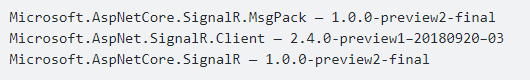 Microsoft.AspNetCore.SignalR.MsgPack – 1.0.0-preview2-final
Microsoft.AspNet.SignalR.Client – 2.4.0-preview1–20180920–03
Microsoft.AspNetCore.SignalR – 1.0.0-preview2-final